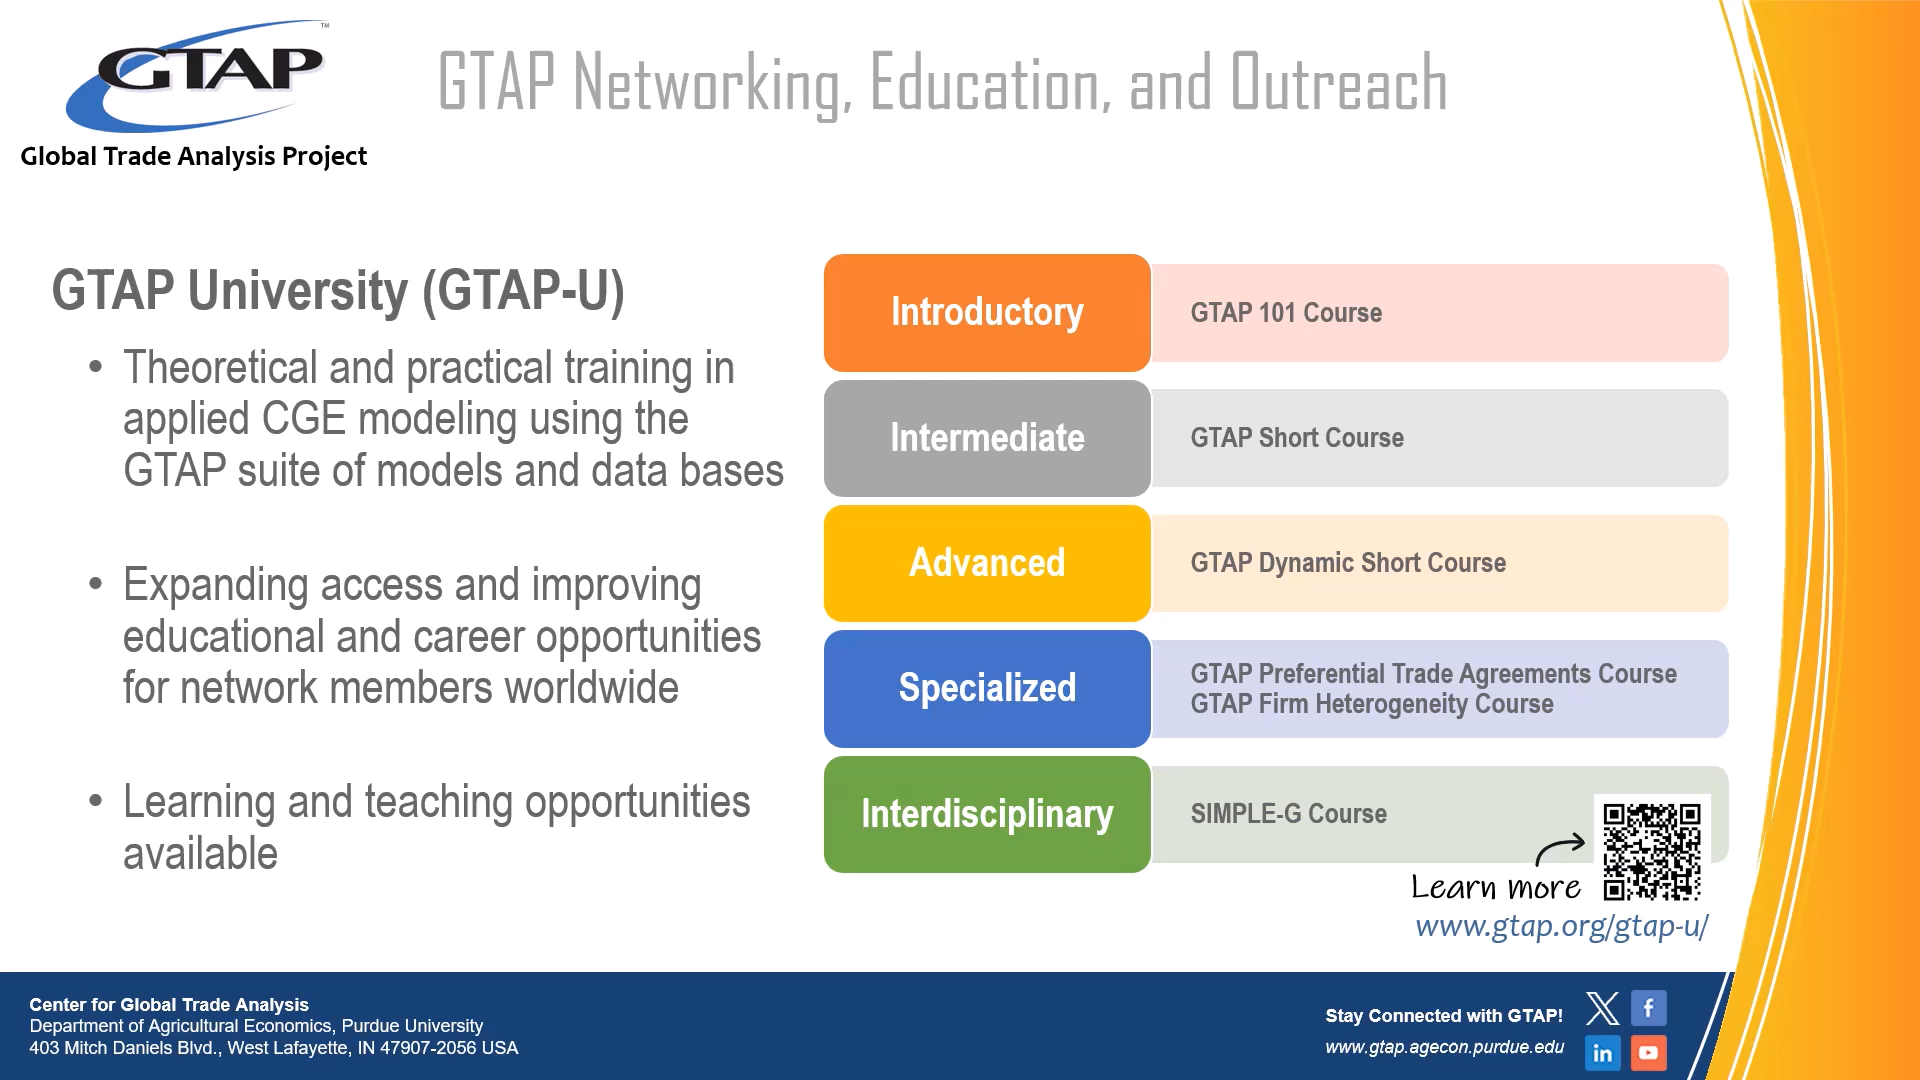 GTAP™
Global Trade Analysis Project
GTAP Networking, Education, and Outreach
GTAP University (GTAP-U)
• Theoretical and practical training in
applied CGE modeling using the
GTAP suite of models and data bases
• Expanding access and improving
educational and career opportunities
for network members worldwide
• Learning and teaching opportunities
available
Introductory
GTAP 101 Course
Intermediate
GTAP Short Course
Advanced
GTAP Dynamic Short Course
Specialized
GTAP Preferential Trade Agreements Course
GTAP Firm Heterogeneity Course
Interdisciplinary
SIMPLE-G Course
Learn more
www.gtap.org/gtap-u/
Center for Global Trade Analysis
Department of Agricultural Economics, Purdue University
403 Mitch Daniels Blvd., West Lafayette, IN 47907-2056 USA
Stay Connected with GTAP!
www.gtap.agecon.purdue.edu